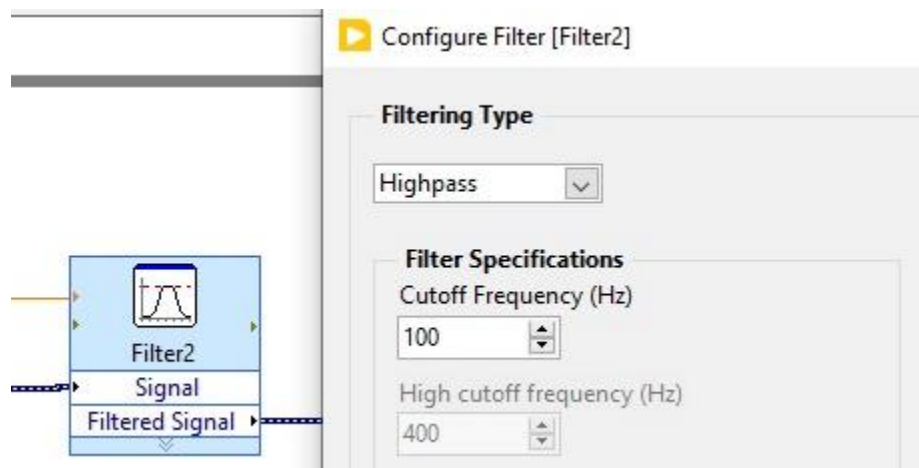 Configure Filter [Filter2]
Filtering Type
Highpass
Filter Specifications
Cutoff Frequency (Hz)
100
High cutoff frequency (Hz)
400
Filter2
Signal
Filtered Signal